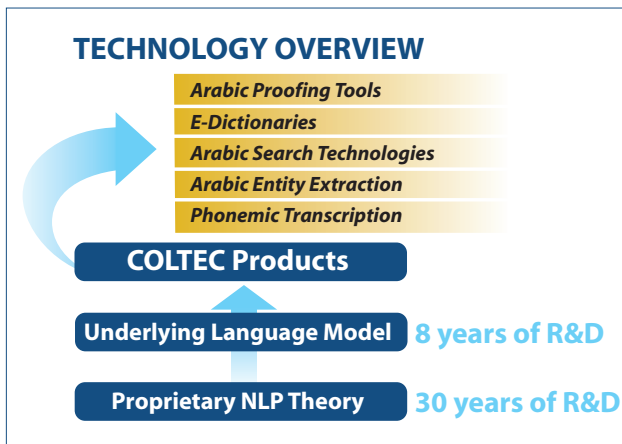 TECHNOLOGY OVERVIEW
Arabic Proofing Tools
E-Dictionaries
Arabic Search Technologies
Arabic Entity Extraction
Phonemic Transcription
COLTEC Products
Underlying Language Model 8 years of R&D
Proprietary NLP Theory 30 years of R&D